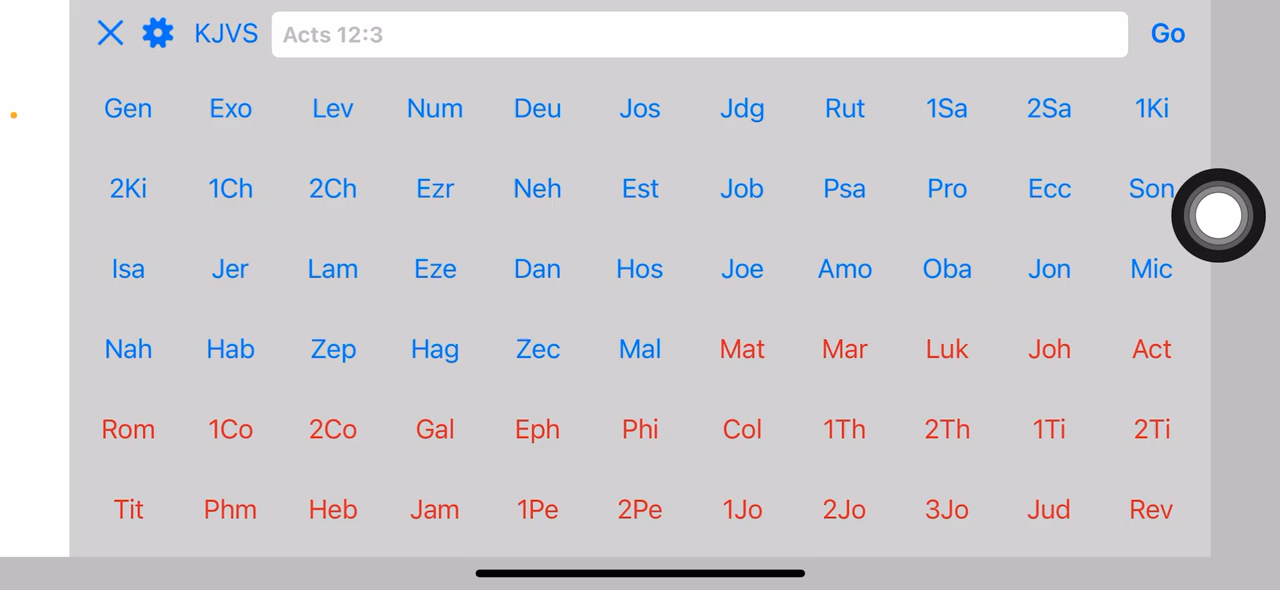 KJVS Acts 12:3 Go
Gen Exo Lev Num Deu Jos Jdg Rut 1Sa 2Sa 1Ki
2Ki 1Ch 2Ch Ezr Neh Est Job Psa Pro Ecc Son
Isa Jer Lam Eze Dan Hos Joe Amo Oba Jon Mic
Nah Hab Zep Hag Zec Mal Mat Mar Luk Joh Act
Rom 1Co 2Co Gal Eph Phi Col 1Th 2Th 1Ti 2Ti
Tit Phm Heb Jam 1Pe 2Pe 1Jo 2Jo 3Jo Jud Rev